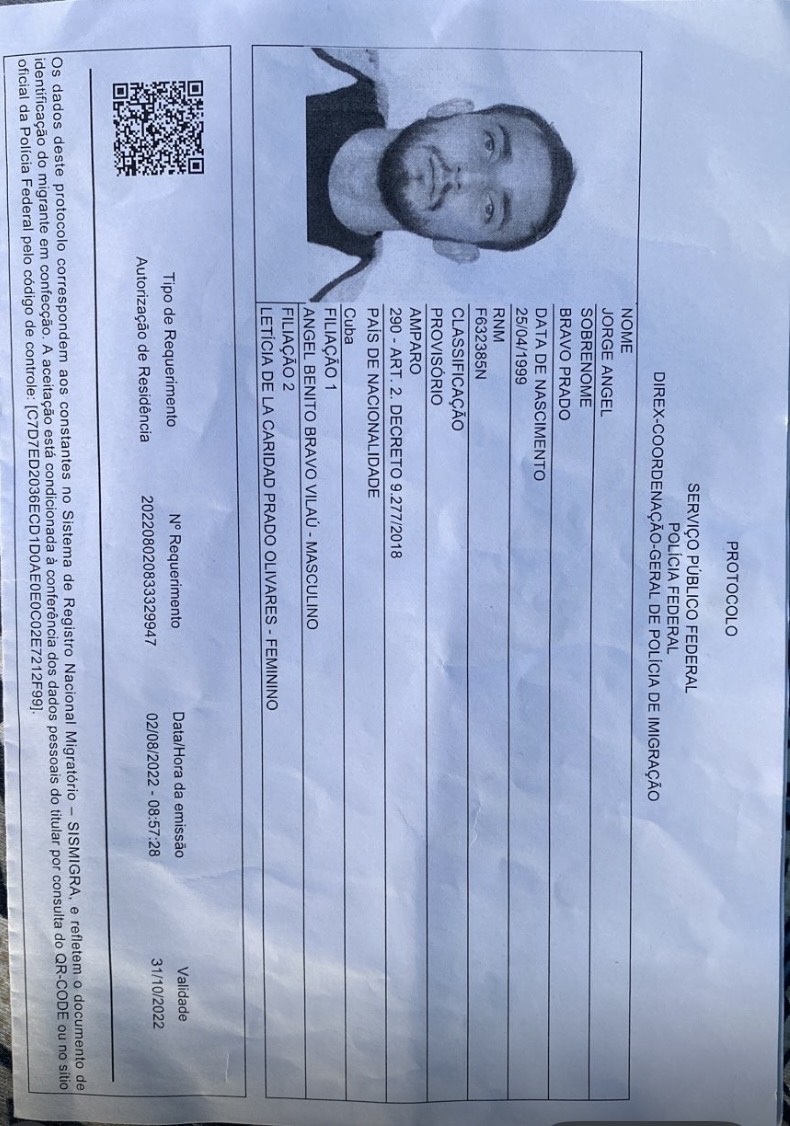 PROTOCOLO
SERVIÇO PÚBLICO FEDERAL
POLÍCIA FEDERAL
DIREX-COORDENAÇÃO-GERAL DE POLÍCIA DE IMIGRAÇÃO
NOME
JORGE ANGEL
SOBRENOME
BRAVO PRADO
DATA DE NASCIMENTO
25/04/1999
RNM
F632385N
CLASSIFICAÇÃO
PROVISÓRIO
AMPARO
290 - ART. 2. DECRETO 9.277/2018
PAÍS DE NACIONALIDADE
Cuba
FILIAÇÃO 1
ANGEL BENITO BRAVO VILAÚ - MASCULINO
FILIAÇÃO 2
LETÍCIA DE LA CARIDAD PRADO OLIVARES - FEMININO
Tipo de Requerimento Nº Requerimento Data/Hora da emissão Validade
Autorização de Residência 202208020833329947 02/08/2022 - 08:57:28 31/10/2022
Os dados deste protocolo correspondem aos constantes no Sistema de Registro Nacional Migratório – SISMIGRA, e refletem o documento de
identificação do migrante em confecção. A aceitação está condicionada à conferência dos dados pessoais do titular por consulta do QR-CODE ou no sítio
oficial da Polícia Federal pelo código de controle: [C7D7ED2036ECD1D0AE0E0C02E7212F99].